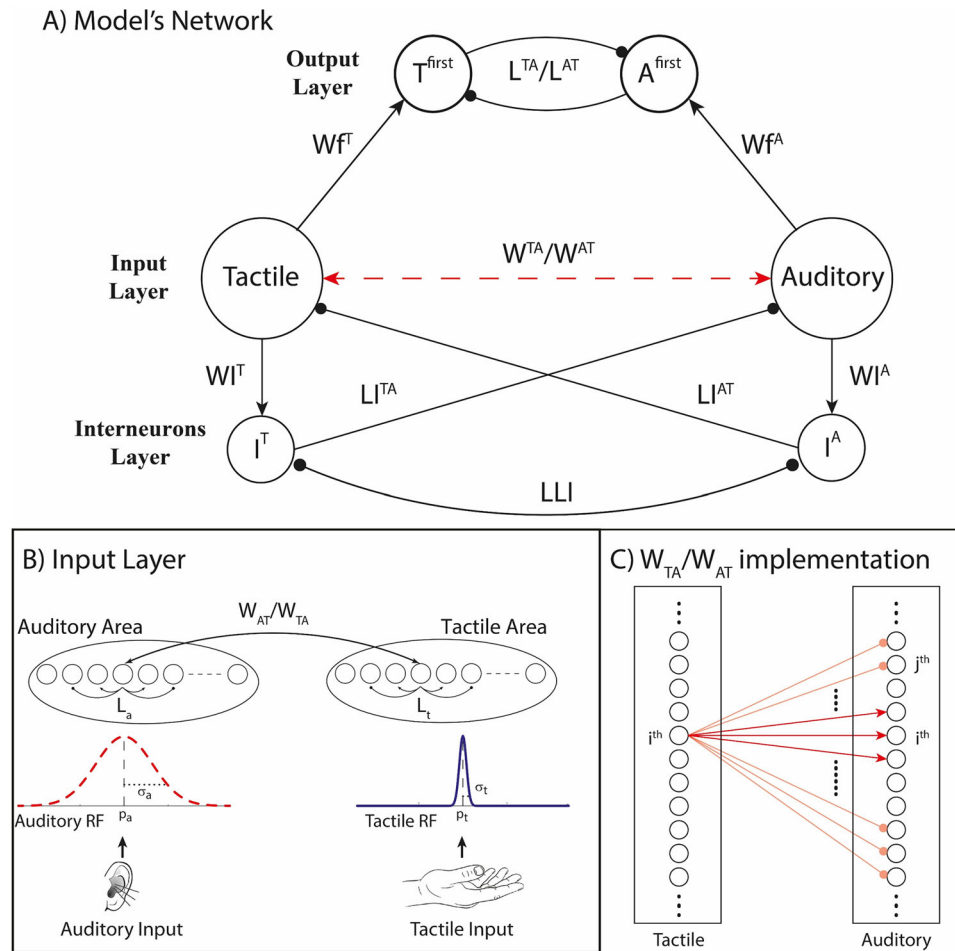 A) Model's Network
Output
Layer
T^first
L^TA/L^AT
A^first
Wf^T
Wf^A
Input
Layer
Tactile
W^TA/W^AT
Auditory
WI^T
LI^TA
LI^AT
WI^A
Interneurons
Layer
I^T
I^A
LLI
B) Input Layer
W_AT/W_TA
Auditory Area
Tactile Area
L_a
L_t
σ_a
σ_t
Auditory RF
p_a
Tactile RF
p_t
Auditory Input
Tactile Input
C) W_TA/W_AT implementation
j^th
i^th
i^th
Tactile
Auditory